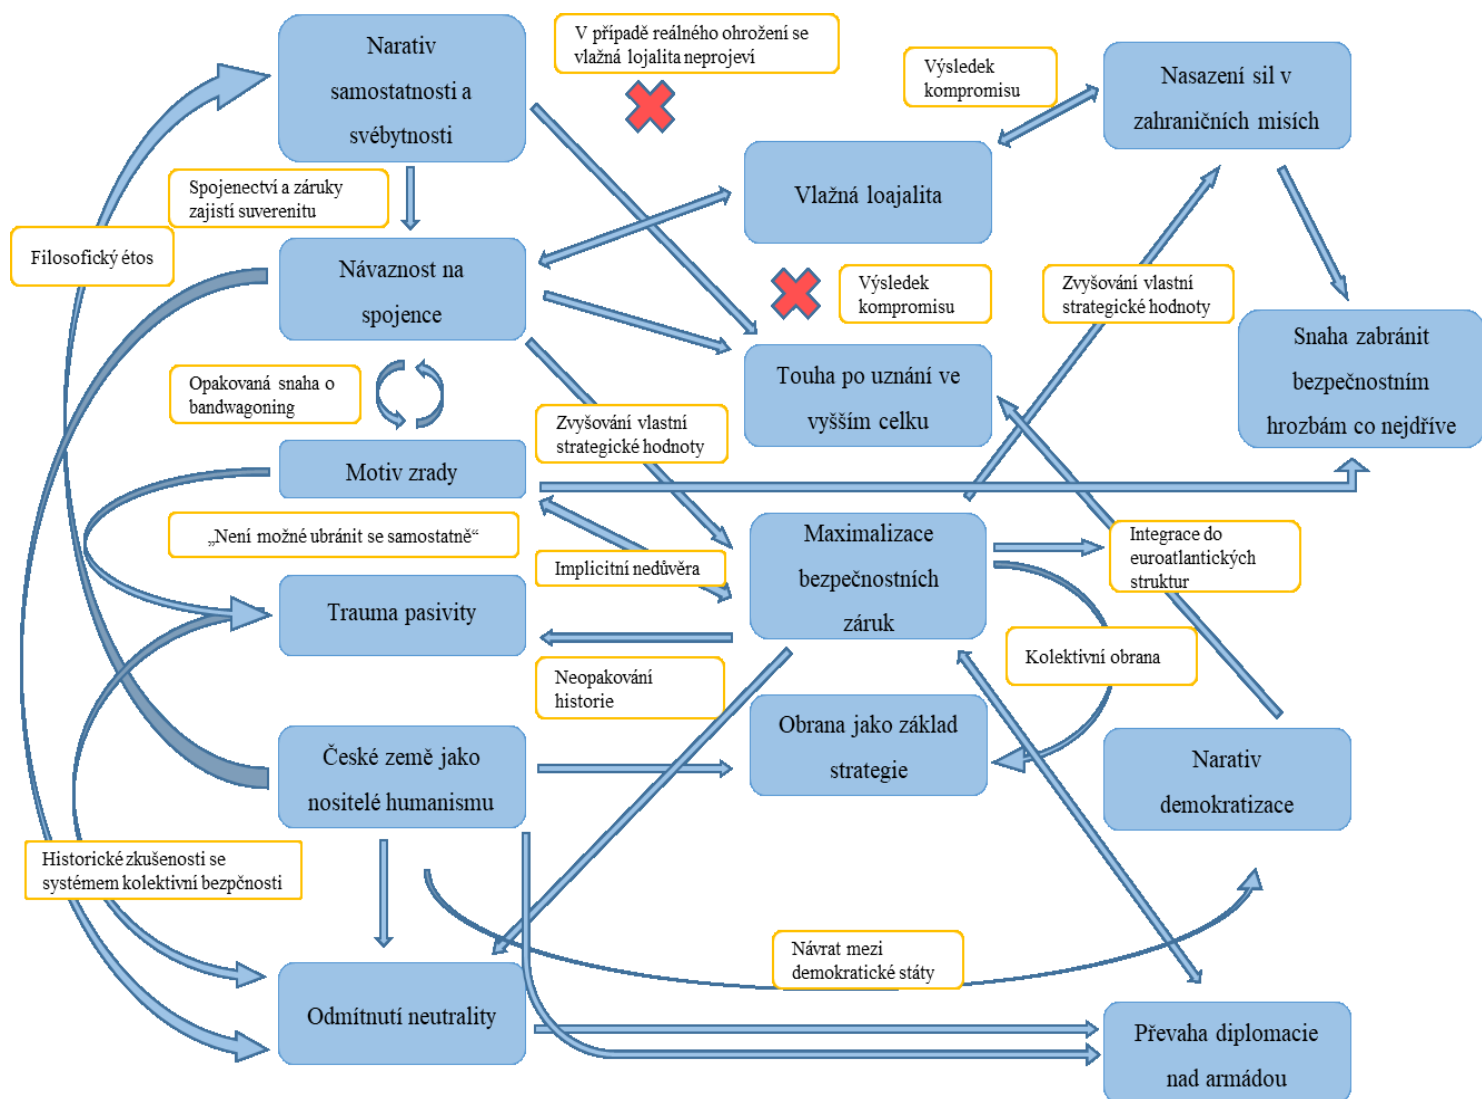 Narativ
samostatnosti a
svébytnosti
V případě reálného ohrožení se
vlažná lojalita neprojeví
Výsledek
kompromisu
Nasazení sil v
zahraničních misích
Spojenectví a záruky
zajistí suverenitu
Vlažná loajalita
Filosofický étos
Návaznost na
spojence
Výsledek
kompromisu
Zvyšování vlastní
strategické hodnoty
Snaha zabránit
bezpečnostním
hrozbám co nejdříve
Opakovaná snaha o
bandwagoning
Touha po uznání ve
vyšším celku
Zvyšování vlastní
strategické hodnoty
Motiv zrady
„Není možné ubránit se samostatně“
Implicitní nedůvěra
Maximalizace
bezpečnostních
záruk
Integrace do
euroatlantických
struktur
Trauma pasivity
Neopakování
historie
Kolektivní obrana
České země jako
nositelé humanismu
Obrana jako základ
strategie
Narativ
demokratizace
Historické zkušenosti se
systémem kolektivní bezpčnosti
Návrat mezi
demokratické státy
Odmítnutí neutrality
Převaha diplomacie
nad armádou